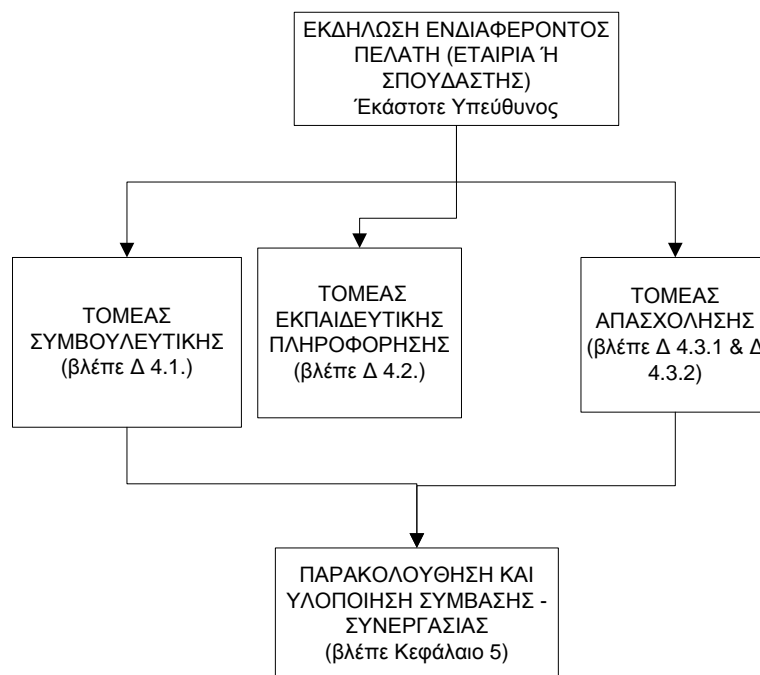 ΕΚΔΗΛΩΣΗ ΕΝΔΙΑΦΕΡΟΝΤΟΣ
ΠΕΛΑΤΗ (ΕΤΑΙΡΙΑ Ή
ΣΠΟΥΔΑΣΤΗΣ)
Έκάστοτε Υπεύθυνος
ΤΟΜΕΑΣ
ΣΥΜΒΟΥΛΕΥΤΙΚΗΣ
(βλέπε Δ 4.1.)
ΤΟΜΕΑΣ
ΕΚΠΑΙΔΕΥΤΙΚΗΣ
ΠΛΗΡΟΦΟΡΗΣΗΣ
(βλέπε Δ 4.2.)
ΤΟΜΕΑΣ
ΑΠΑΣΧΟΛΗΣΗΣ
(βλέπε Δ 4.3.1 & Δ
4.3.2)
ΠΑΡΑΚΟΛΟΥΘΗΣΗ ΚΑΙ
ΥΛΟΠΟΙΗΣΗ ΣΥΜΒΑΣΗΣ -
ΣΥΝΕΡΓΑΣΙΑΣ
(βλέπε Κεφάλαιο 5)